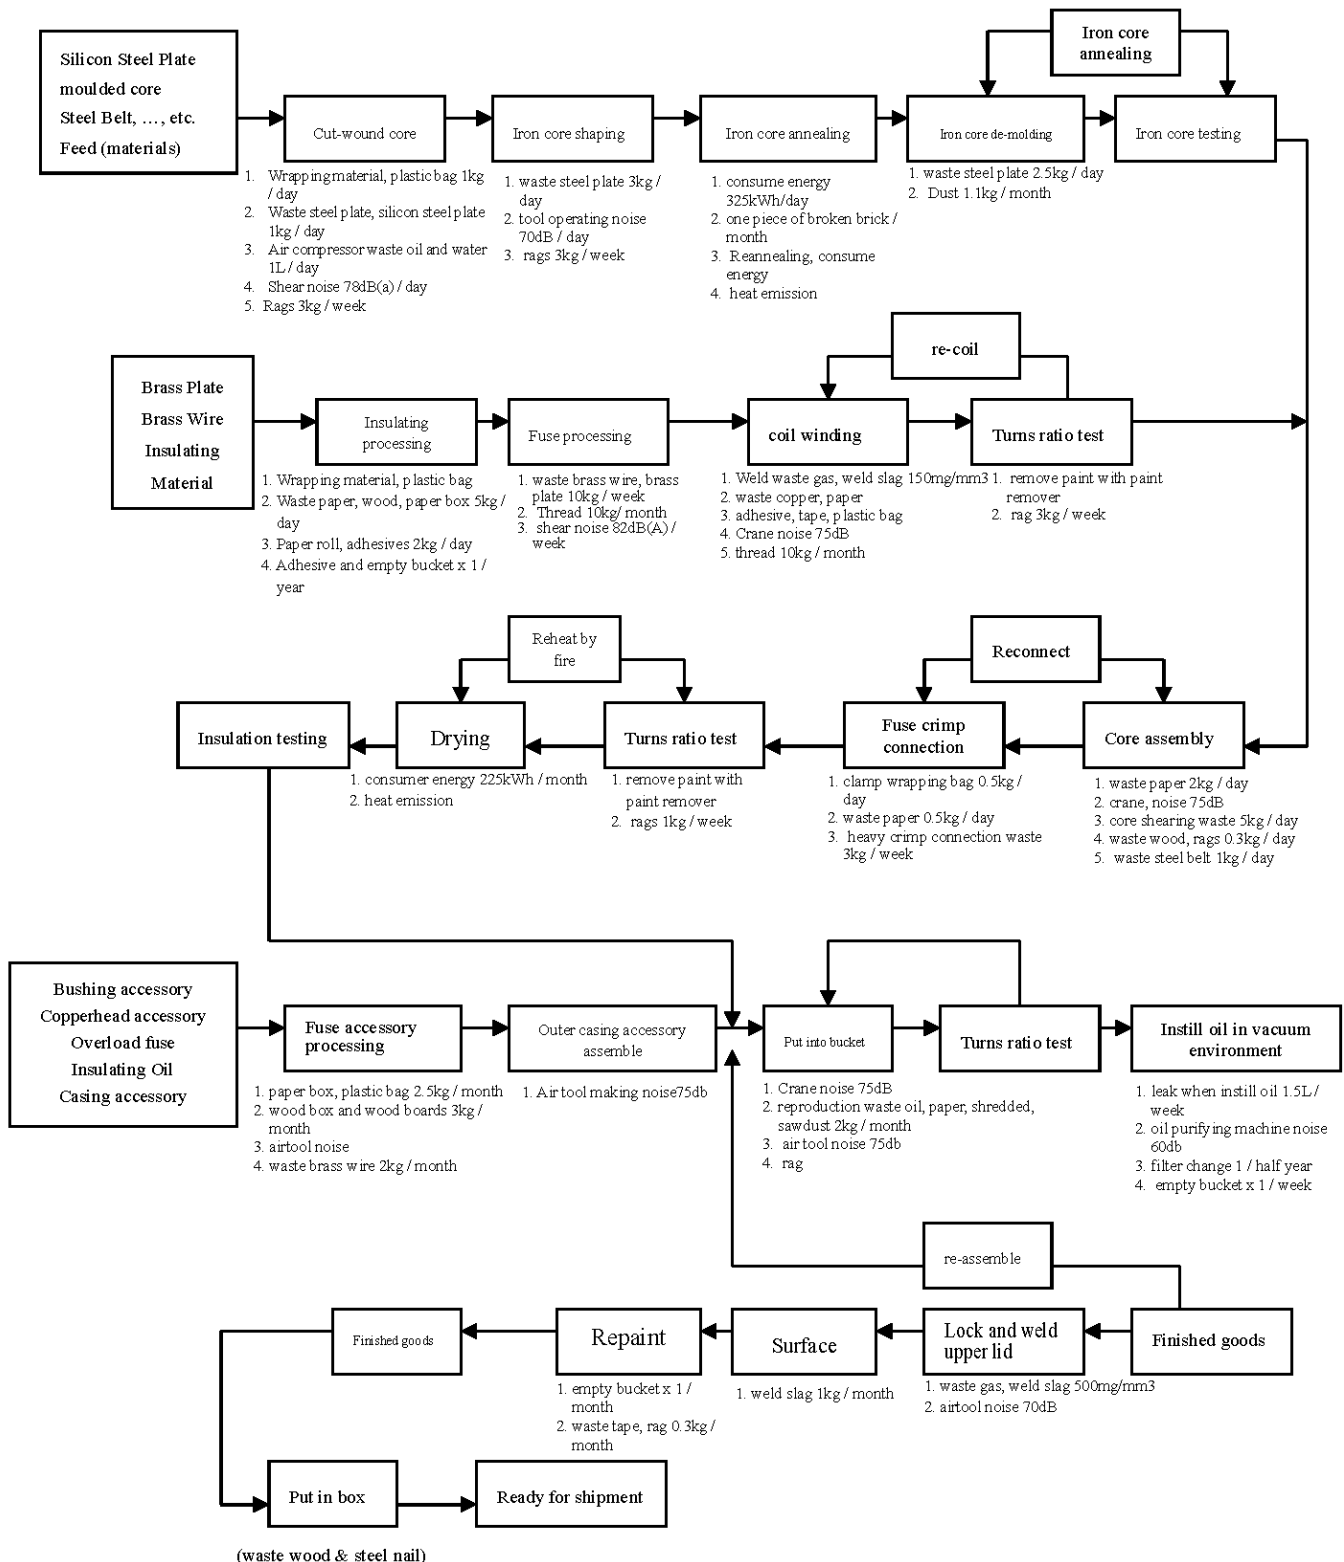 Iron core
annealing
Silicon Steel Plate
moulded core
Steel Belt, ..., etc.
Feed (materials)
Cut-wound core
Iron core shaping
Iron core annealing
Iron core de-molding
Iron core testing
1. Wrapping material, plastic bag 1kg
/ day
2. Waste steel plate, silicon steel plate
1kg / day
3. Air compressor waste oil and water
1L / day
4. Shear noise 78dB(a) / day
5. Rags 3kg / week
1. waste steel plate 3kg /
day
2. tool operating noise
70dB / day
3. rags 3kg / week
1. consume energy
325kWh/day
2. one piece of broken brick /
month
3. Reannealing, consume
energy
4. heat emission
1. waste steel plate 2.5kg / day
2. Dust 1.1kg / month
re-coil
Brass Plate
Brass Wire
Insulating
Material
Insulating
processing
Fuse processing
coil winding
Turns ratio test
1. Wrapping material, plastic bag
2. Waste paper, wood, paper box 5kg /
day
3. Paper roll, adhesives 2kg / day
4. Adhesive and empty bucket x 1 /
year
1. waste brass wire, brass
plate 10kg / week
2. Thread 10kg / month
3. shear noise 82dB(A) /
week
1. Weld waste gas, weld slag 150mg/mm3
2. waste copper, paper
3. adhesive, tape, plastic bag
4. Crane noise 75dB
5. thread 10kg / month
1. remove paint with paint
remover
2. rag 3kg / week
Reheat by
fire
Reconnect
Insulation testing
Drying
Turns ratio test
Fuse crimp
connection
Core assembly
1. consumer energy 225kWh / month
2. heat emission
1. remove paint with
paint remover
2. rags 1kg / week
1. clamp wrapping bag 0.5kg /
day
2. waste paper 0.5kg / day
3. heavy crimp connection waste
3kg / week
1. waste paper 2kg / day
2. crane, noise 75dB
3. core shearing waste 5kg / day
4. waste wood, rags 0.3kg / day
5. waste steel belt 1kg / day
Bushing accessory
Copperhead accessory
Overload fuse
Insulating Oil
Casing accessory
Fuse accessory
processing
Outer casing accessory
assemble
Put into bucket
Turns ratio test
Instill oil in vacuum
environment
1. paper box, plastic bag 2.5kg / month
2. wood box and wood boards 3kg /
month
3. airtool noise
4. waste brass wire 2kg / month
1. Air tool making noise75db
1. Crane noise 75dB
2. reproduction waste oil, paper, shredded,
sawdust 2kg / month
3. air tool noise 75db
4. rag
1. leak when instill oil 1.5L /
week
2. oil purifying machine noise
60db
3. filter change 1 / half year
4. empty bucket x 1 / week
re-assemble
Finished goods
Repaint
Surface
Lock and weld
upper lid
Finished goods
1. empty bucket x 1 /
month
2. waste tape, rag 0.3kg /
month
1. weld slag 1kg / month
1. waste gas, weld slag 500mg/mm3
2. airtool noise 70dB
Put in box
Ready for shipment
(waste wood & steel nail)